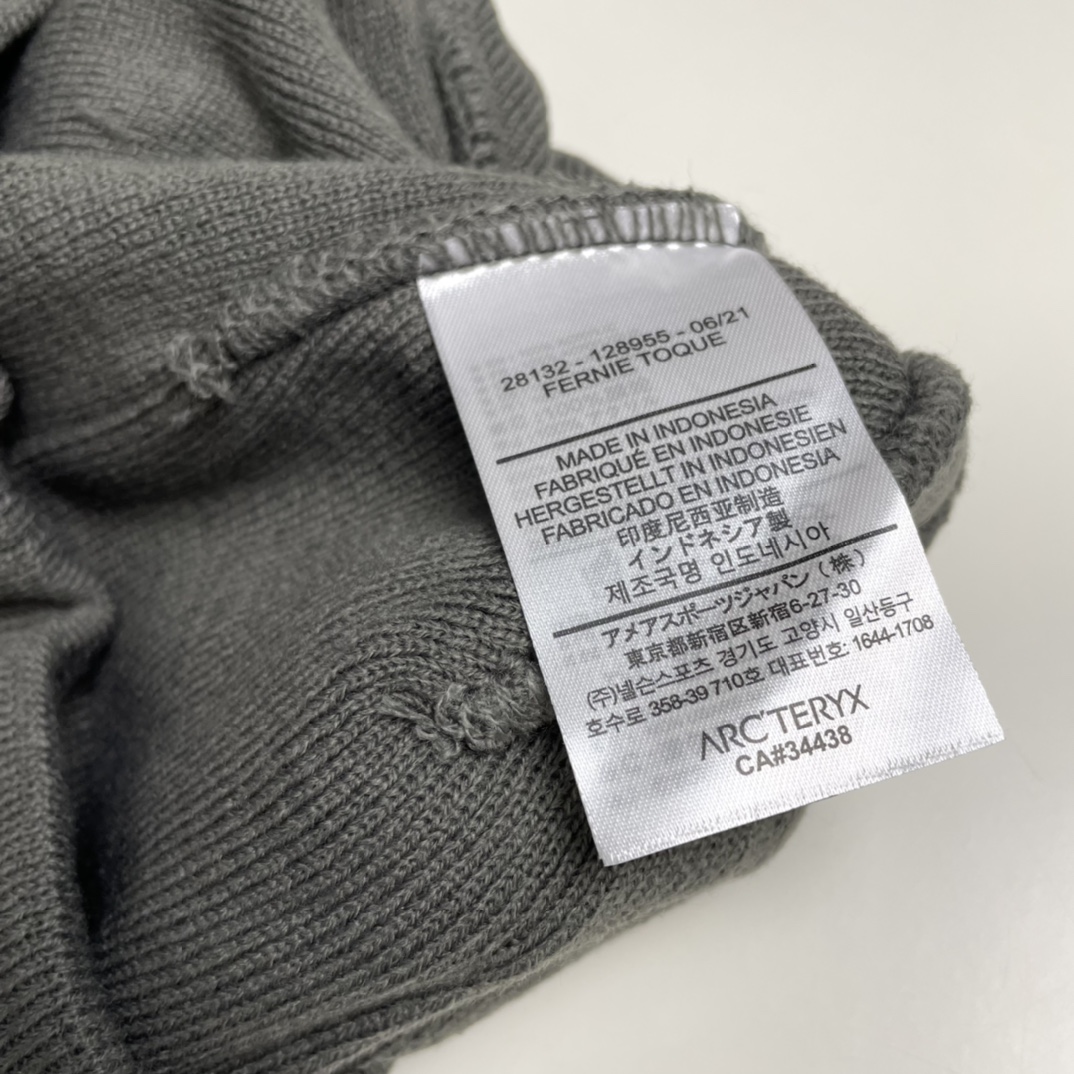 28132 - 128955 - 06/21
FERNIE TOQUE
MADE IN INDONESIA
FABRIQUÉ EN INDONESIE
HERGESTELLT IN INDONESIEN
FABRICADO EN INDONESIA
印度尼西亚制造
インドネシア製
제조국명 인도네시아
アメアスポーツジャパン（株）
東京都新宿区新宿6-27-30
(주)넬슨스포츠 경기도 고양시 일산동구
호수로 358-39 710호 대표번호: 1644-1708
ARC'TERYX
CA#34438